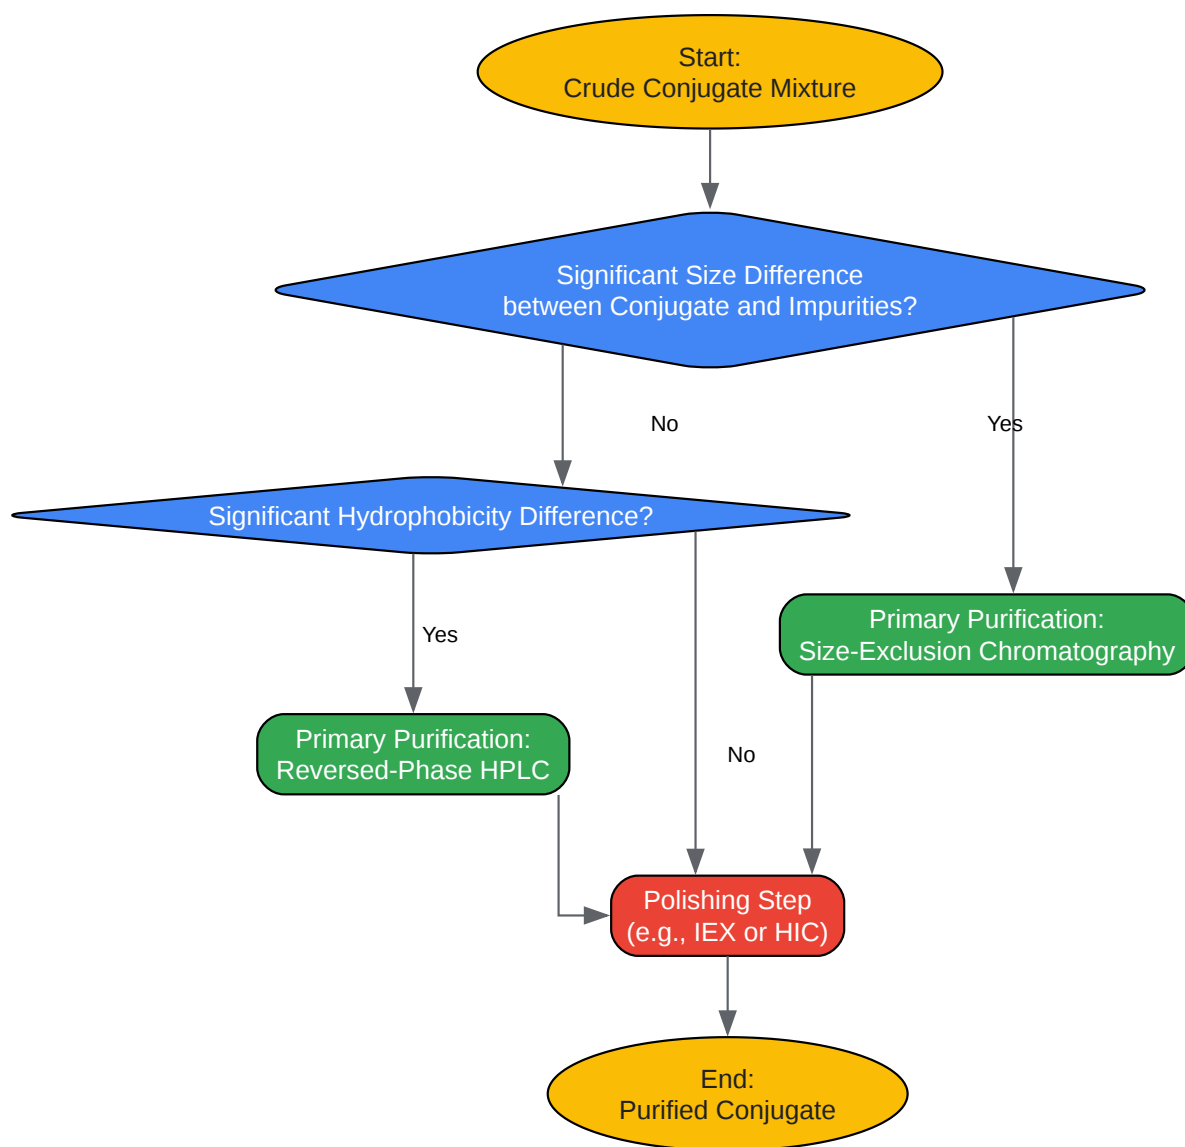 Start:
Crude Conjugate Mixture
Significant Size Difference
between Conjugate and Impurities?
No
Yes
Significant Hydrophobicity Difference?
Primary Purification:
Size-Exclusion Chromatography
Yes
Primary Purification:
Reversed-Phase HPLC
No
Polishing Step
(e.g., IEX or HIC)
End:
Purified Conjugate